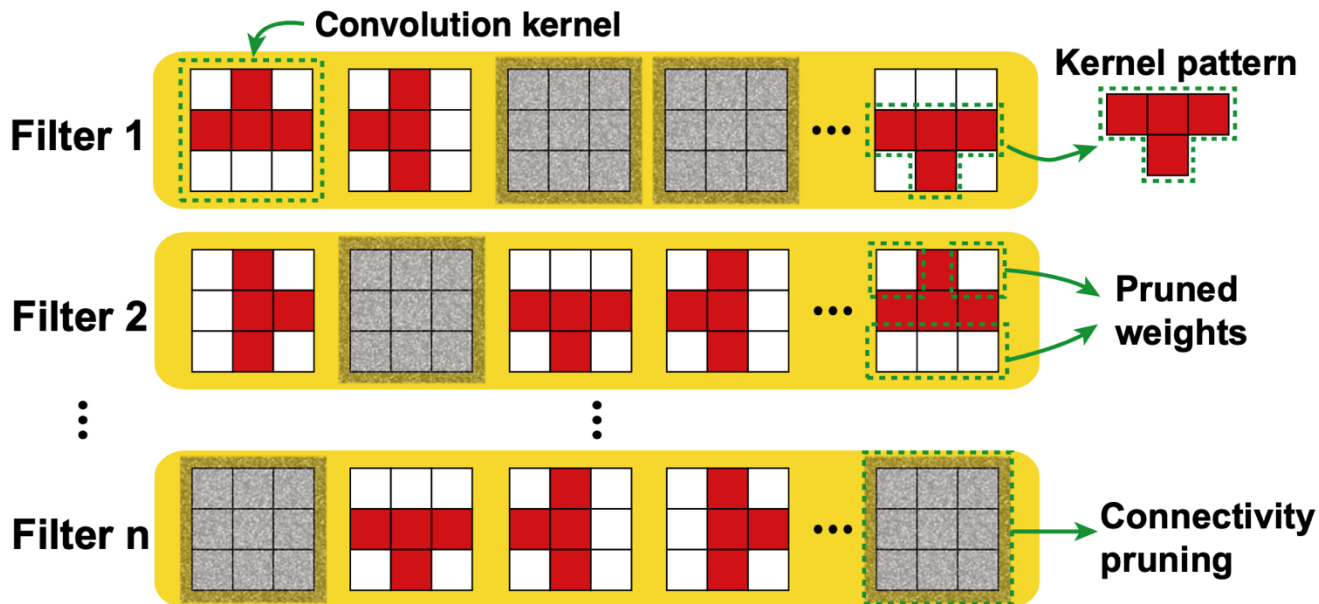 Convolution kernel
Kernel pattern
Filter 1
...
Filter 2
...
Pruned
weights
...
...
Filter n
...
Connectivity
pruning